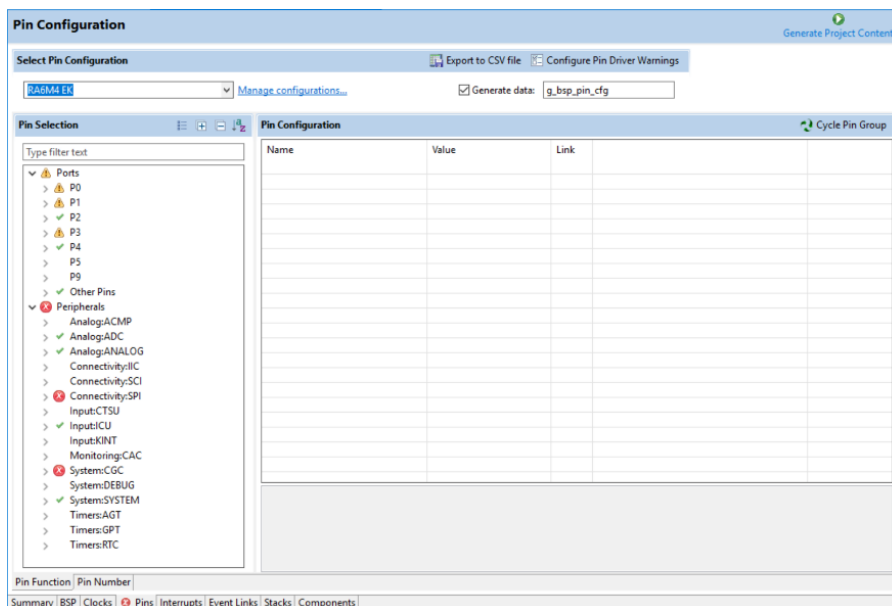 Pin Configuration
Generate Project Content
Select Pin Configuration
Export to CSV file
Configure Pin Driver Warnings
RA6M4 EK
Manage configurations...
Generate data:
g_bsp_pin_cfg
Pin Selection
Pin Configuration
Cycle Pin Group
Type filter text
Name Value Link
Ports
P0
P1
P2
P3
P4
P5
P9
Other Pins
Peripherals
Analog:ACMP
Analog:ADC
Analog:ANALOG
Connectivity:IIC
Connectivity:SCI
Connectivity:SPI
Input:CTSU
Input:ICU
Input:KINT
Monitoring:CAC
System:CGC
System:DEBUG
System:SYSTEM
Timers:AGT
Timers:GPT
Timers:RTC
Pin Function Pin Number
Summary BSP Clocks Pins Interrupts Event Links Stacks Components